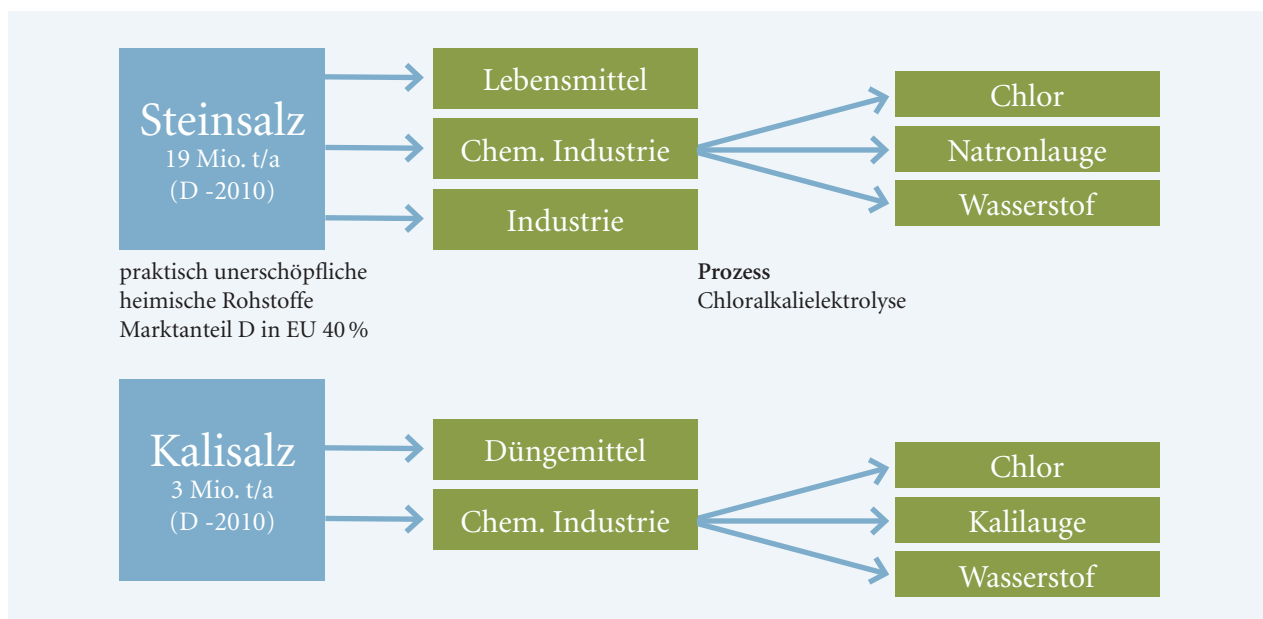 Steinsalz
19 Mio. t/a
(D -2010)
Lebensmittel
Chem. Industrie
Industrie
Chlor
Natronlauge
Wasserstof
praktisch unerschöpfliche
heimische Rohstoffe
Marktanteil D in EU 40 %
Prozess
Chloralkalielektrolyse
Kalisalz
3 Mio. t/a
(D -2010)
Düngemittel
Chem. Industrie
Chlor
Kalilauge
Wasserstof